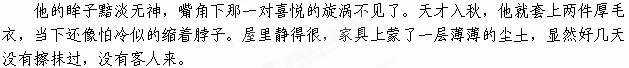 他的眸子黯淡无神，嘴角下那一对喜悦的旋涡不见了。天才入秋，他就套上两件厚毛
衣，当下还像怕冷似的缩着脖子。屋里静得很，家具上蒙了一层薄薄的尘土，显然好几天
没有擦抹过，没有客人来。